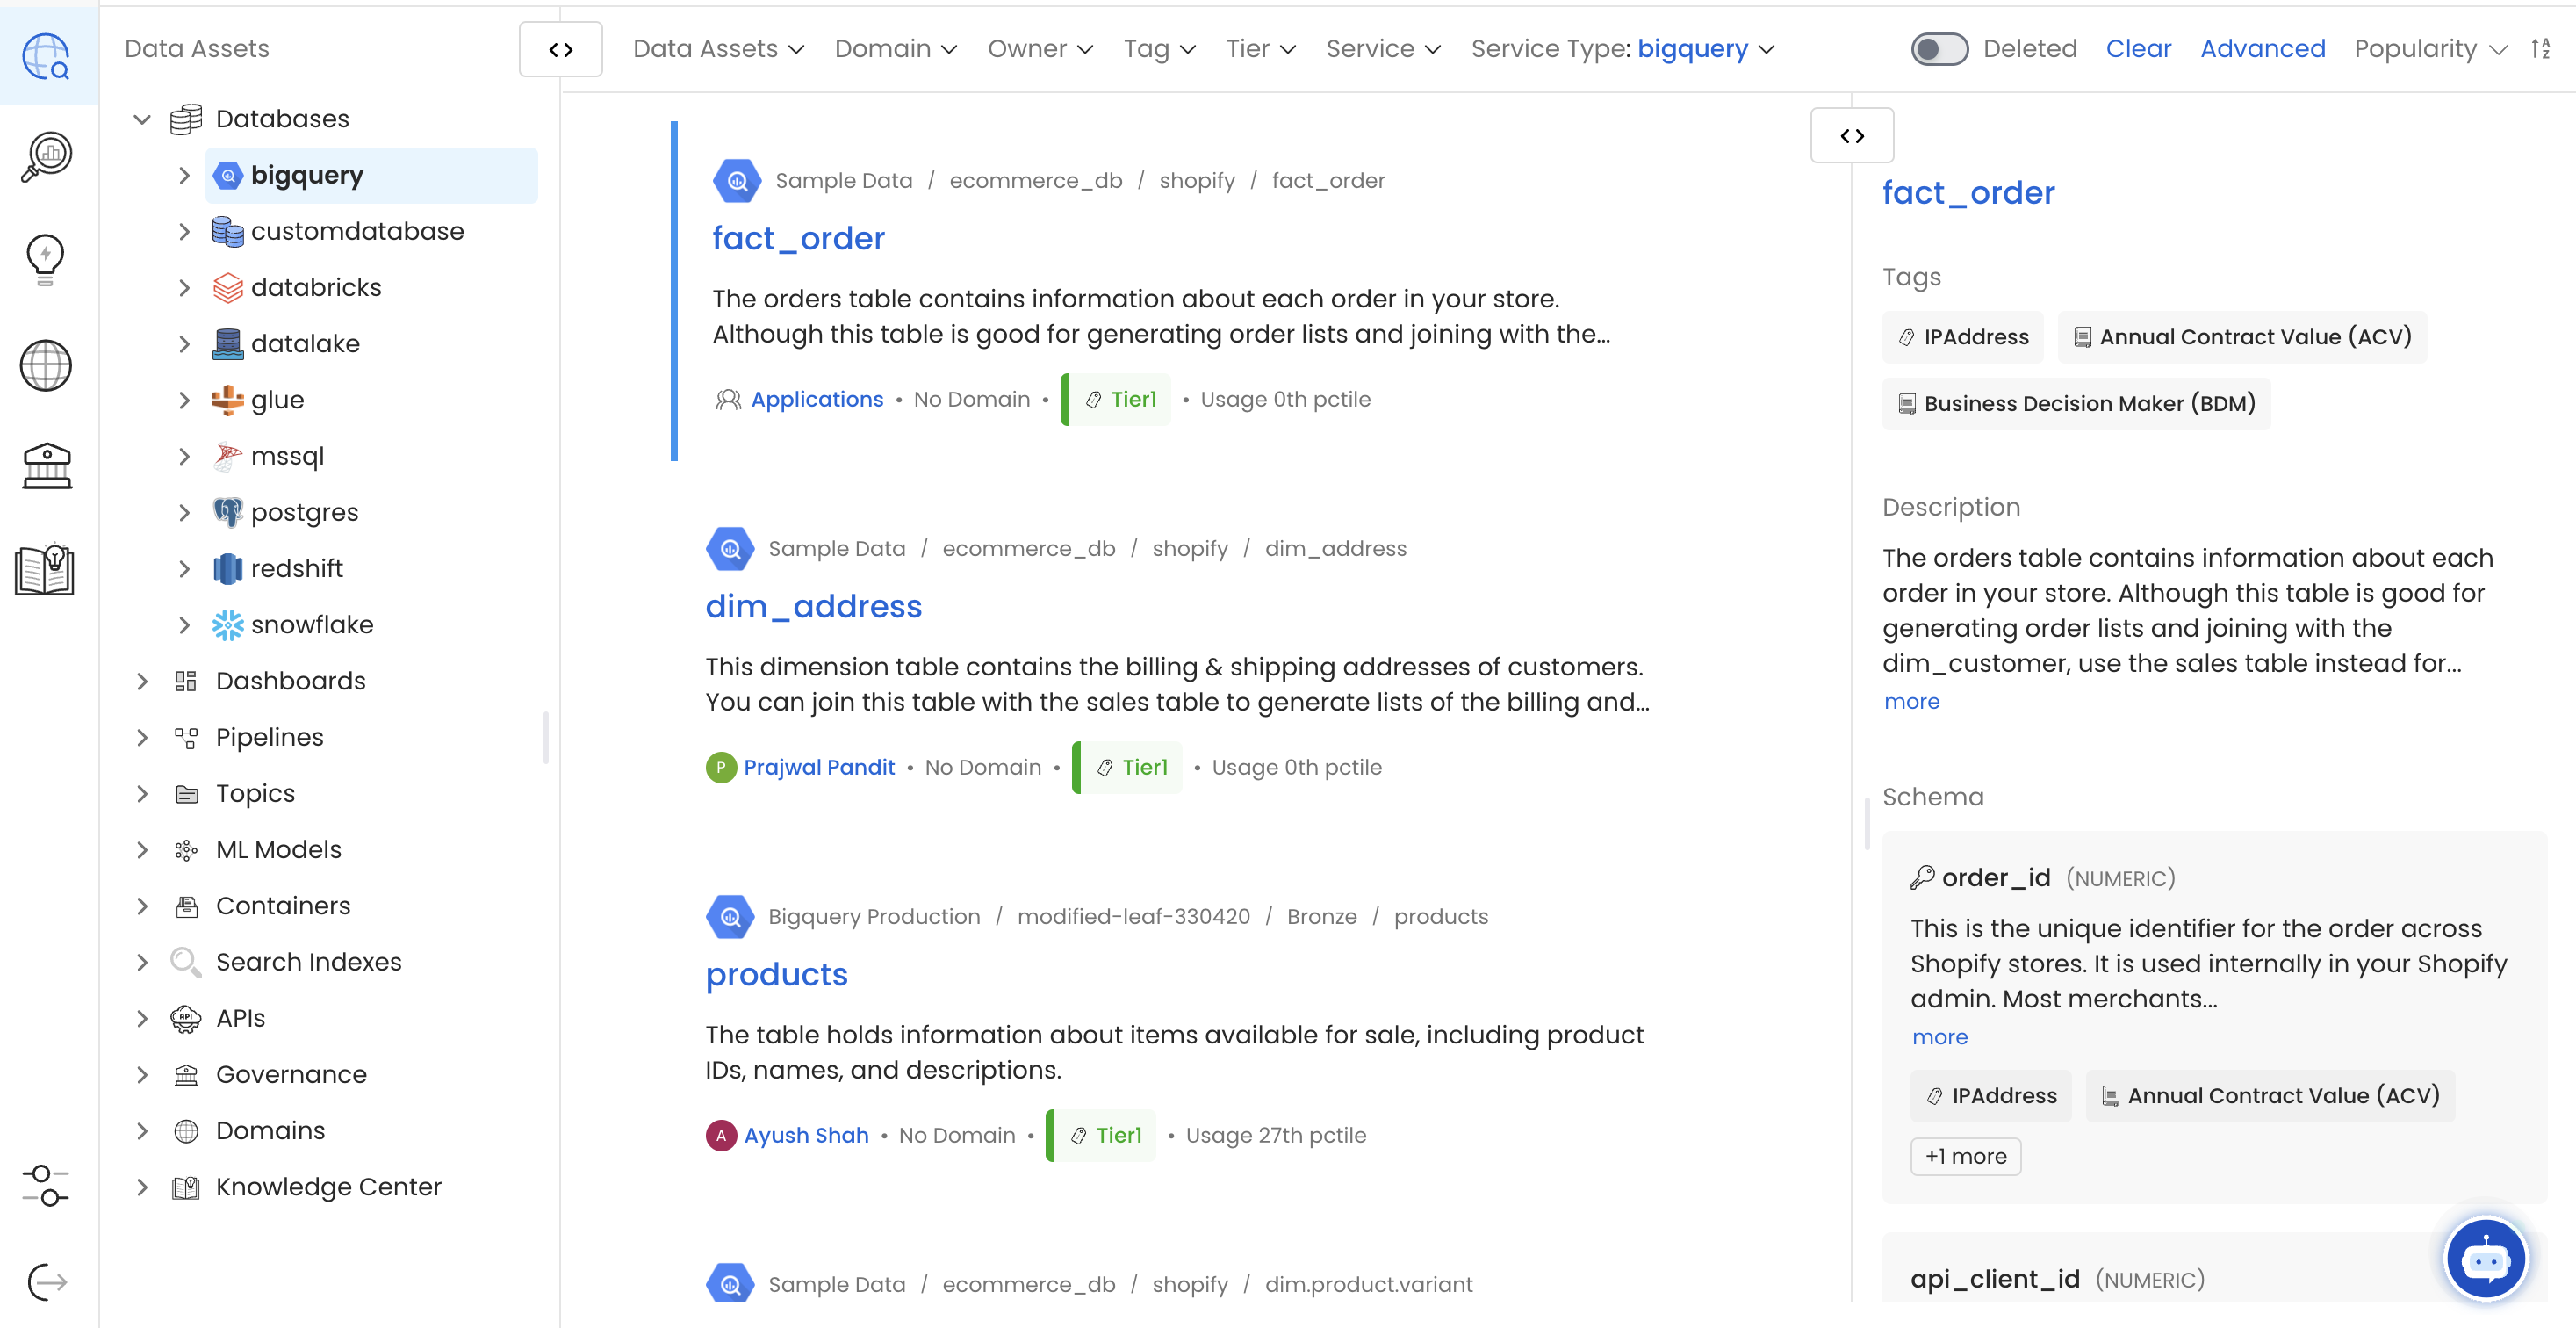 Data Assets
Databases
bigquery
customdatabase
databricks
datalake
glue
mssql
postgres
redshift
snowflake
Dashboards
Pipelines
Topics
ML Models
Containers
Search Indexes
APIs
Governance
Domains
Knowledge Center
Data Assets Domain Owner Tag Tier Service Service Type: bigquery
Deleted Clear Advanced Popularity
Sample Data / ecommerce_db / shopify / fact_order
fact_order
The orders table contains information about each order in your store.
Although this table is good for generating order lists and joining with the...
Applications • No Domain • Tier1 • Usage 0th pctile
Sample Data / ecommerce_db / shopify / dim_address
dim_address
This dimension table contains the billing & shipping addresses of customers.
You can join this table with the sales table to generate lists of the billing and...
P Prajwal Pandit • No Domain • Tier1 • Usage 0th pctile
Bigquery Production / modified-leaf-330420 / Bronze / products
products
The table holds information about items available for sale, including product
IDs, names, and descriptions.
A Ayush Shah • No Domain • Tier1 • Usage 27th pctile
Sample Data / ecommerce_db / shopify / dim.product.variant
fact_order
Tags
IPAddress Annual Contract Value (ACV)
Business Decision Maker (BDM)
Description
The orders table contains information about each
order in your store. Although this table is good for
generating order lists and joining with the
dim_customer, use the sales table instead for...
more
Schema
order_id (NUMERIC)
This is the unique identifier for the order across
Shopify stores. It is used internally in your Shopify
admin. Most merchants...
more
IPAddress Annual Contract Value (ACV)
+1 more
api_client_id (NUMERIC)